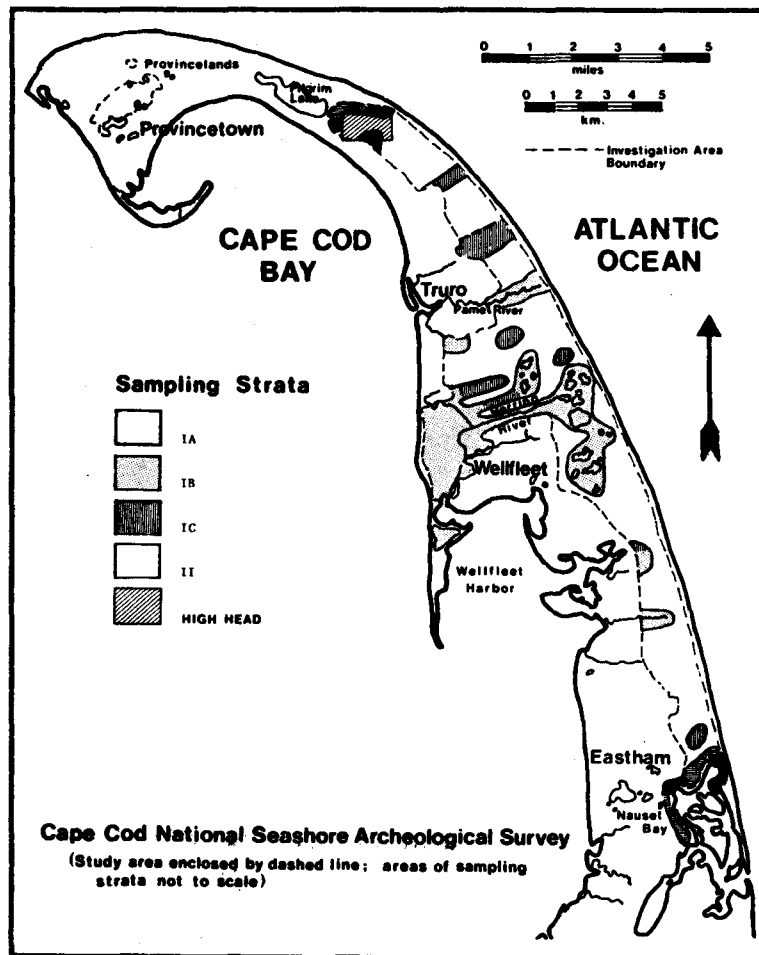 Provincelands
Pilgrim
Lake
Provincetown
0 1 2 3 4 5
miles
0 1 2 3 4 5
km.
Investigation Area
Boundary
CAPE COD
BAY
ATLANTIC
OCEAN
Truro
Pamet River
Sampling Strata
IA
IB
IC
II
HIGH HEAD
Herring
River
Wellfleet
Wellfleet
Harbor
Eastham
Nauset
Bay
Cape Cod National Seashore Archeological Survey
(Study area enclosed by dashed line; areas of sampling
strata not to scale)